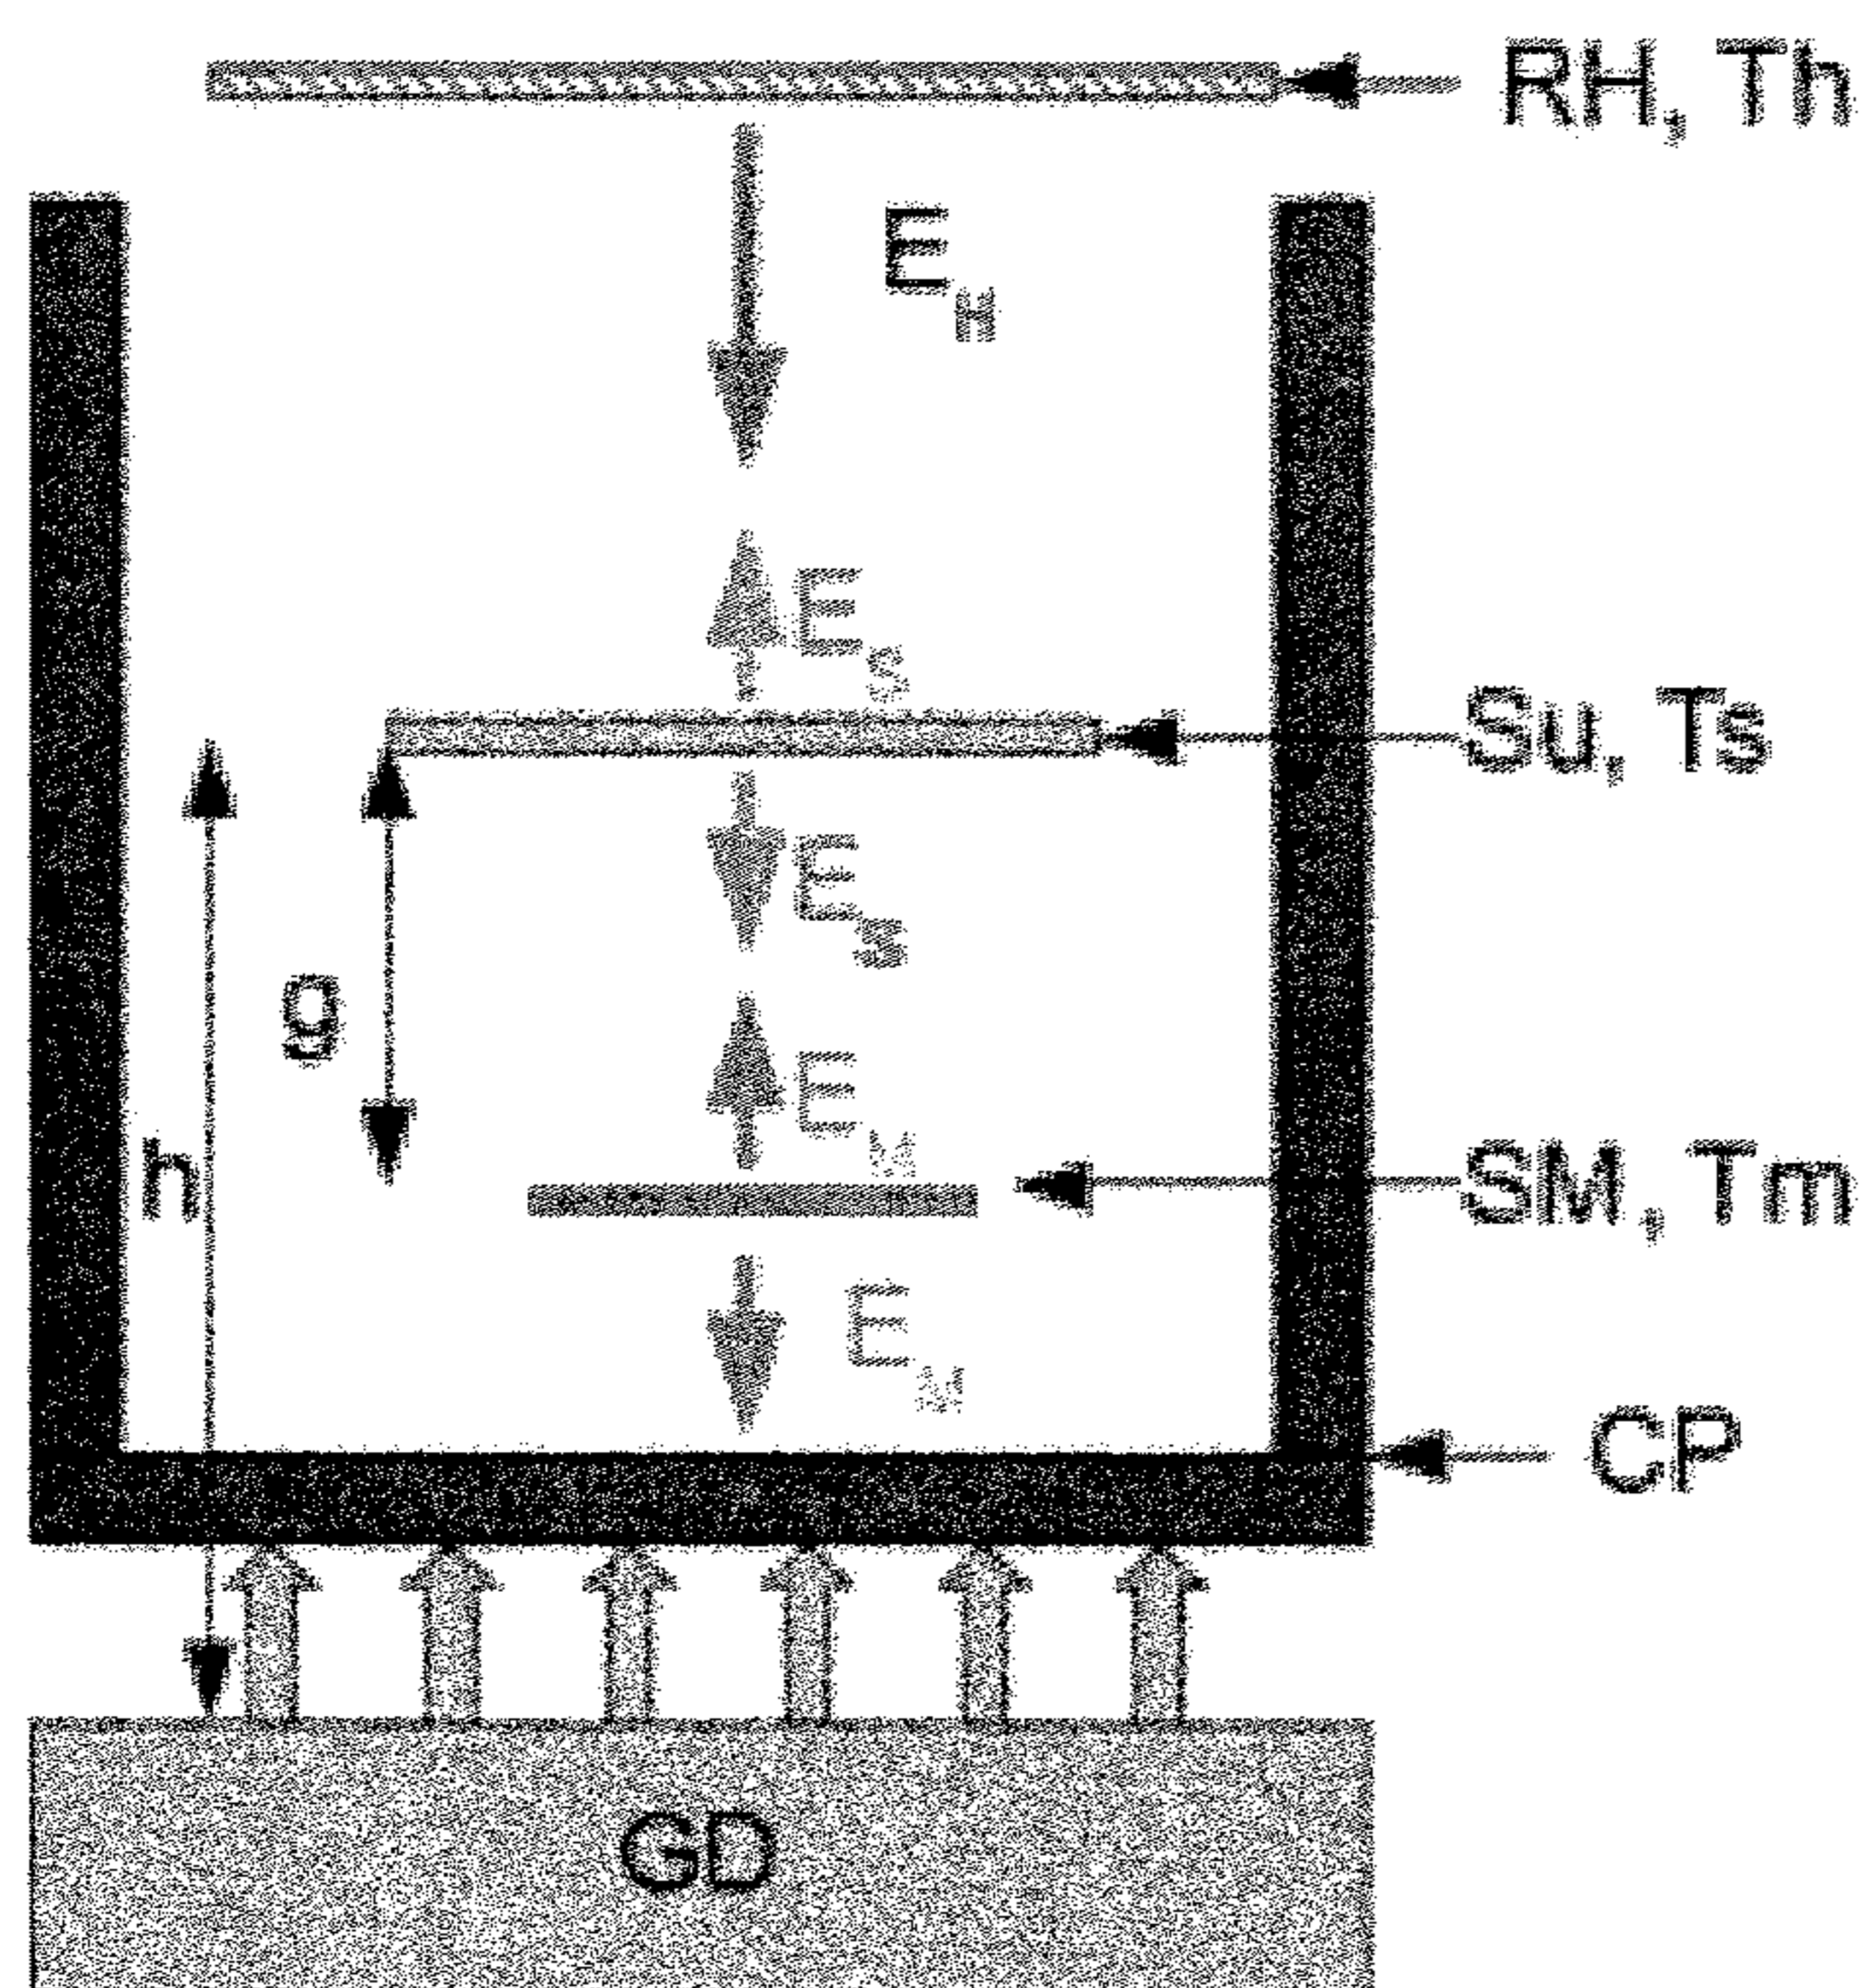 RH, Th
E_H
E_S
Su, Ts
E_S
g
E_M
h
SM, Tm
E_M
CP
GD